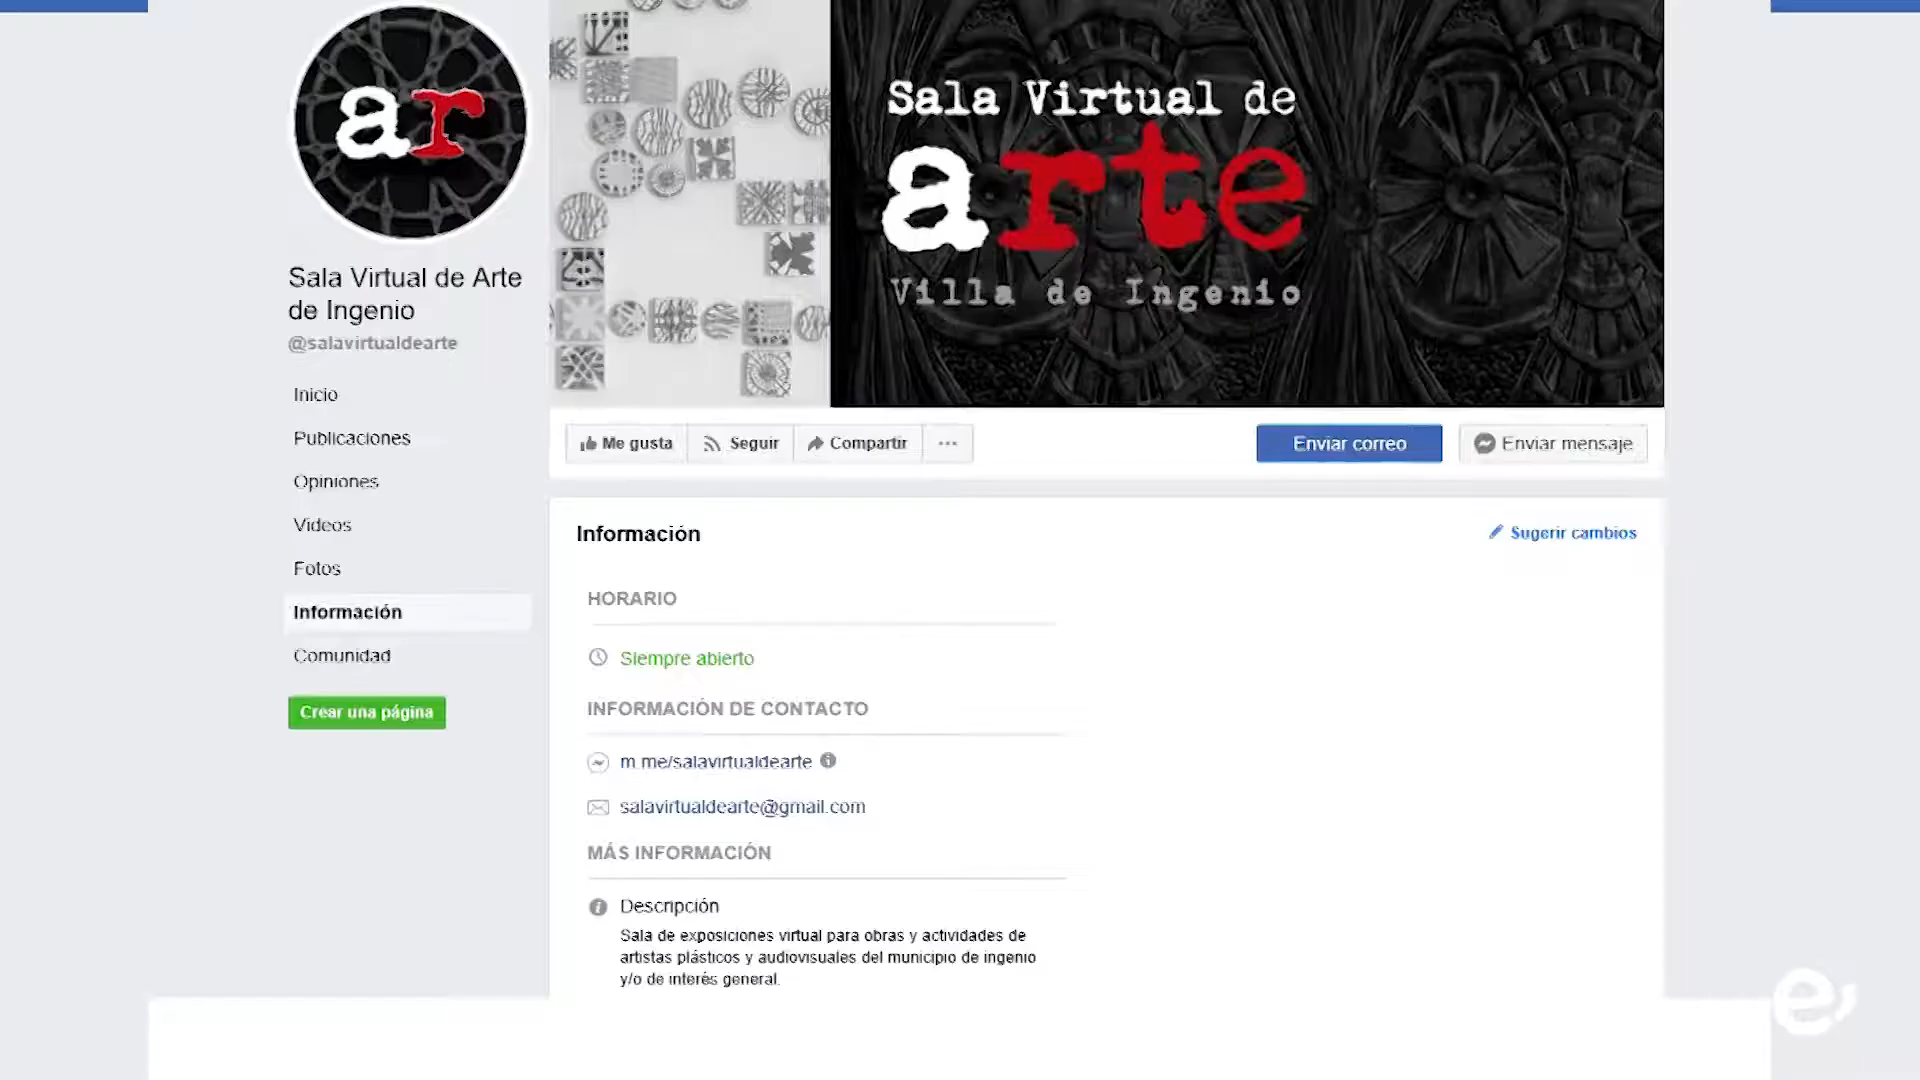 ar
Sala Virtual de Arte
de Ingenio
@salavirtualdearte
Inicio
Publicaciones
Opiniones
Videos
Fotos
Información
Comunidad
Crear una página
Sala Virtual de
arte
Villa de Ingenio
Me gusta
Seguir
Compartir
...
Enviar correo
Enviar mensaje
Información
Sugerir cambios
HORARIO
Siempre abierto
INFORMACIÓN DE CONTACTO
m.me/salavirtualdearte
salavirtualdearte@gmail.com
MÁS INFORMACIÓN
Descripción
Sala de exposiciones virtual para obras y actividades de
artistas plásticos y audiovisuales del municipio de ingenio
y/o de interés general.
e